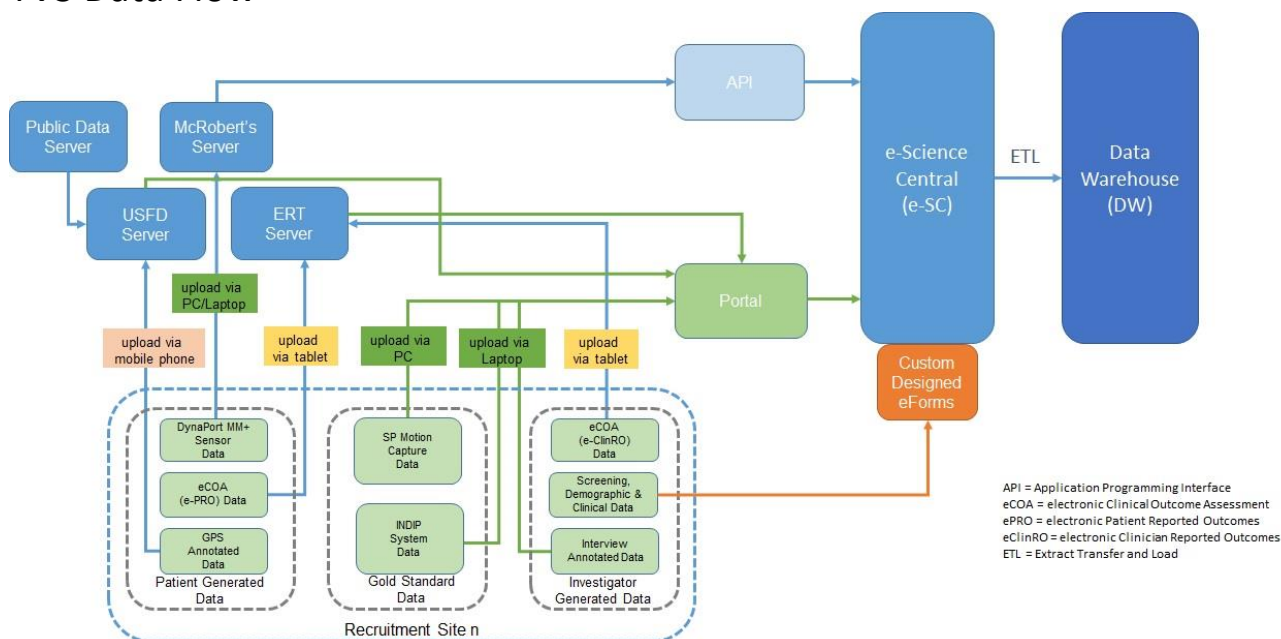 Data Flow
API
Public Data
Server
McRobert's
Server
e-Science
Central
(e-SC)
ETL
Data
Warehouse
(DW)
USFD
Server
ERT
Server
upload via
PC/Laptop
Portal
upload via
mobile phone
upload
via tablet
upload via
PC
upload via
Laptop
upload
via tablet
Custom
Designed
eForms
DynaPort MM+
Sensor
Data
eCOA
(e-PRO) Data
GPS
Annotated
Data
Patient Generated
Data
SP Motion
Capture
Data
INDIP
System
Data
Gold Standard
Data
eCOA
(e-ClinRO)
Data
Screening,
Demographic &
Clinical Data
Interview
Annotated Data
Investigator
Generated Data
Recruitment Site n
API = Application Programming Interface
eCOA = electronic Clinical Outcome Assessment
ePRO = electronic Patient Reported Outcomes
eClinRO = electronic Clinician Reported Outcomes
ETL = Extract Transfer and Load